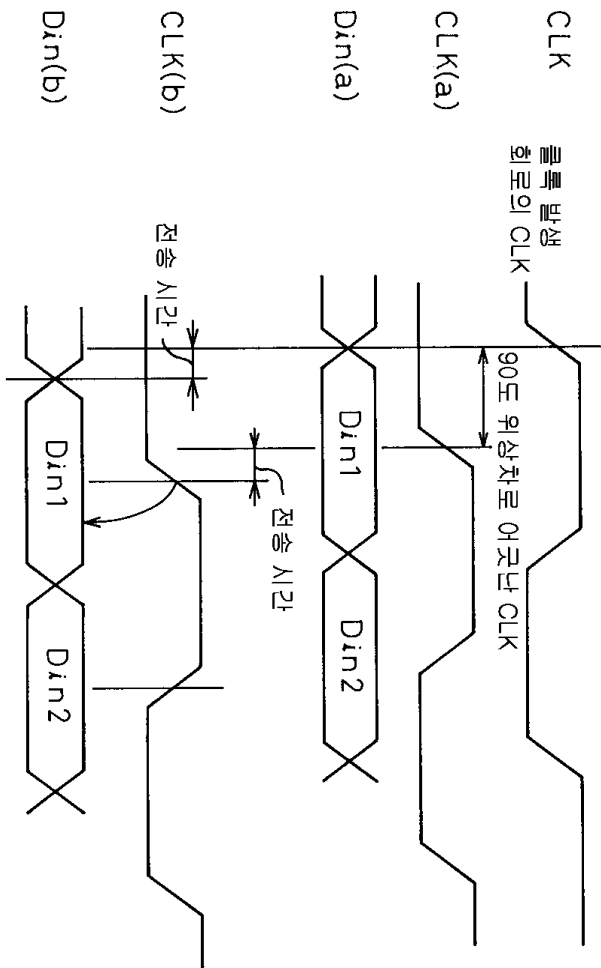 CLK
클록 발생
회로의 CLK
90도 위상차로 어긋난 CLK
CLK(a)
Din(a)
Din1
Din2
전송 시간
CLK(b)
전송 시간
Din(b)
Din1
Din2